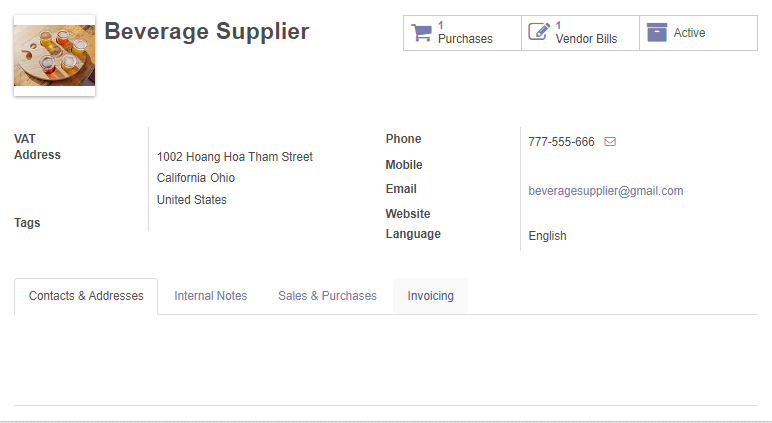 Beverage Supplier
1
Purchases
1
Vendor Bills
Active
VAT
Address
1002 Hoang Hoa Tham Street
California Ohio
United States
Tags
Phone
777-555-666
Mobile
Email
beveragesupplier@gmail.com
Website
Language
English
Contacts & Addresses
Internal Notes
Sales & Purchases
Invoicing